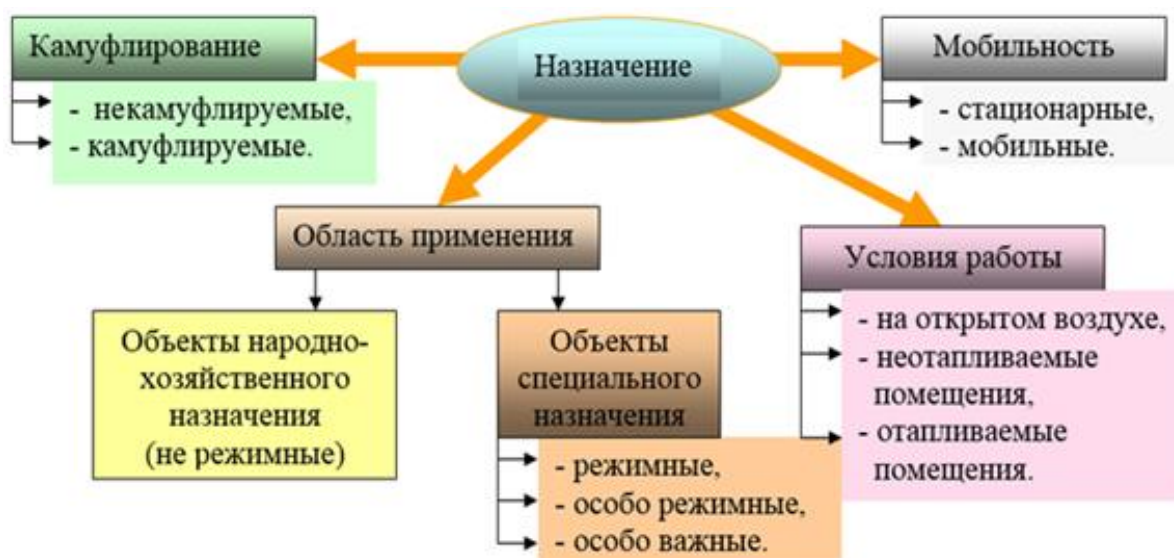 Камуфлирование
- некамуфлируемые,
- камуфлируемые.
Назначение
Мобильность
- стационарные,
- мобильные.
Область применения
Объекты народно-
хозяйственного
назначения
(не режимные)
Объекты
специального
назначения
- режимные,
- особо режимные,
- особо важные.
Условия работы
- на открытом воздухе,
- неотапливаемые
помещения,
- отапливаемые
помещения.